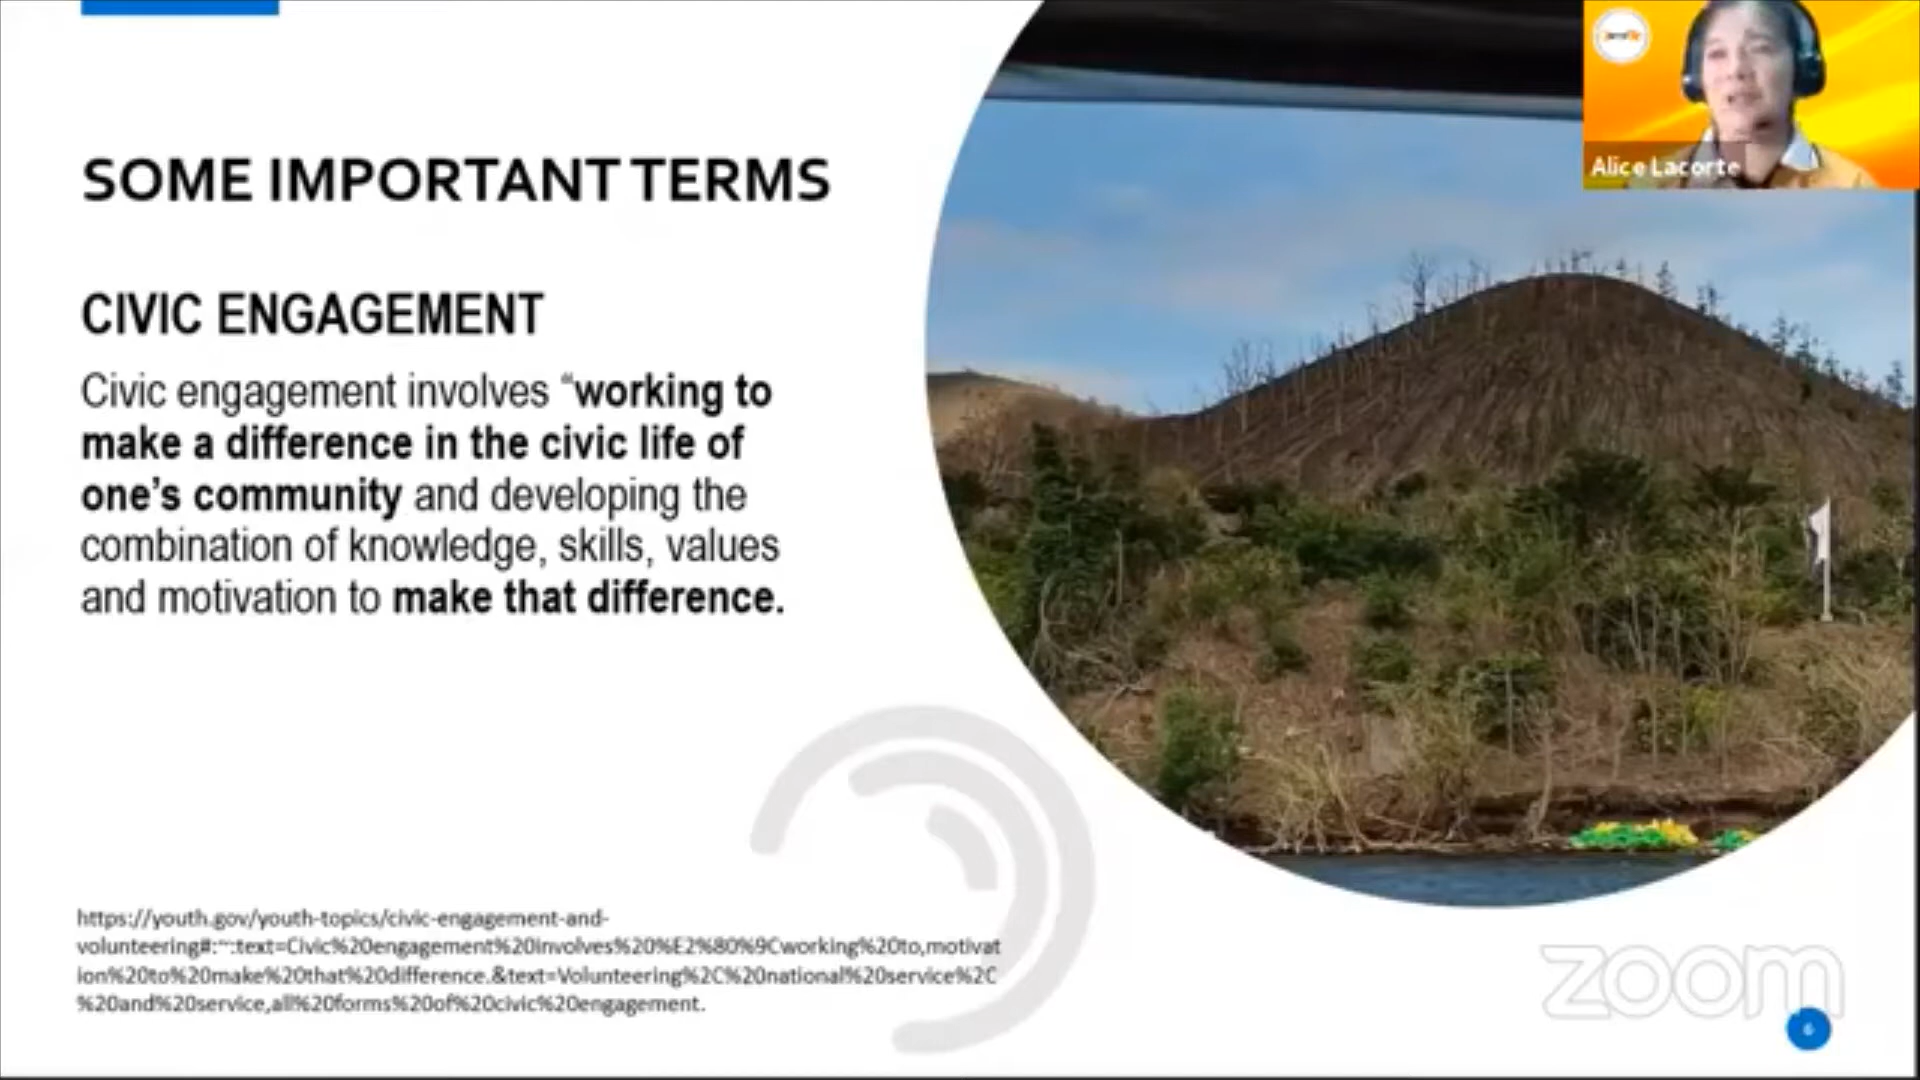 SOME IMPORTANT TERMS
CIVIC ENGAGEMENT
Civic engagement involves “working to
make a difference in the civic life of
one’s community and developing the
combination of knowledge, skills, values
and motivation to make that difference.
https://youth.gov/youth-topics/civic-engagement-and-
volunteering#:~:text=Civic%20engagement%20involves%20%E2%80%9Cworking%20to,motivat
ion%20to%20make%20that%20difference.&text=Volunteering%2C%20national%20service%2C
%20and%20service,all%20forms%20of%20civic%20engagement.
Alice Lacorte
zoom
6